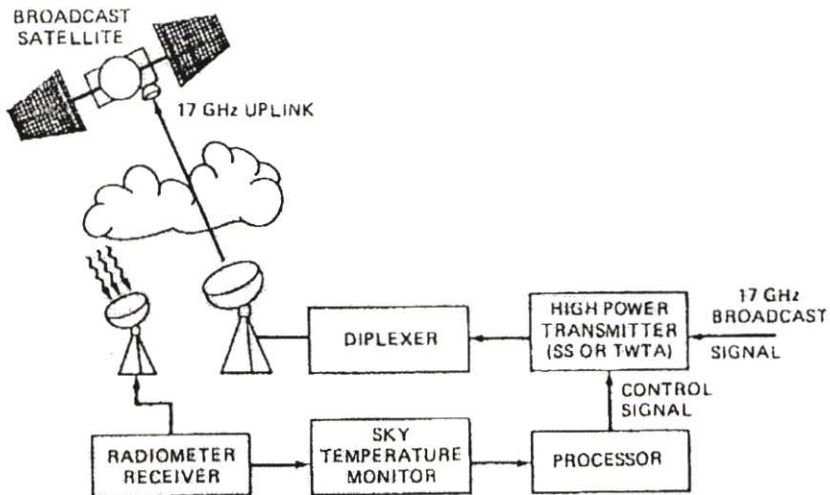 BROADCAST
SATELLITE
17 GHz UPLINK
DIPLEXER
HIGH POWER
TRANSMITTER
(SS OR TWTA)
17 GHz
BROADCAST
SIGNAL
CONTROL
SIGNAL
RADIOMETER
RECEIVER
SKY
TEMPERATURE
MONITOR
PROCESSOR